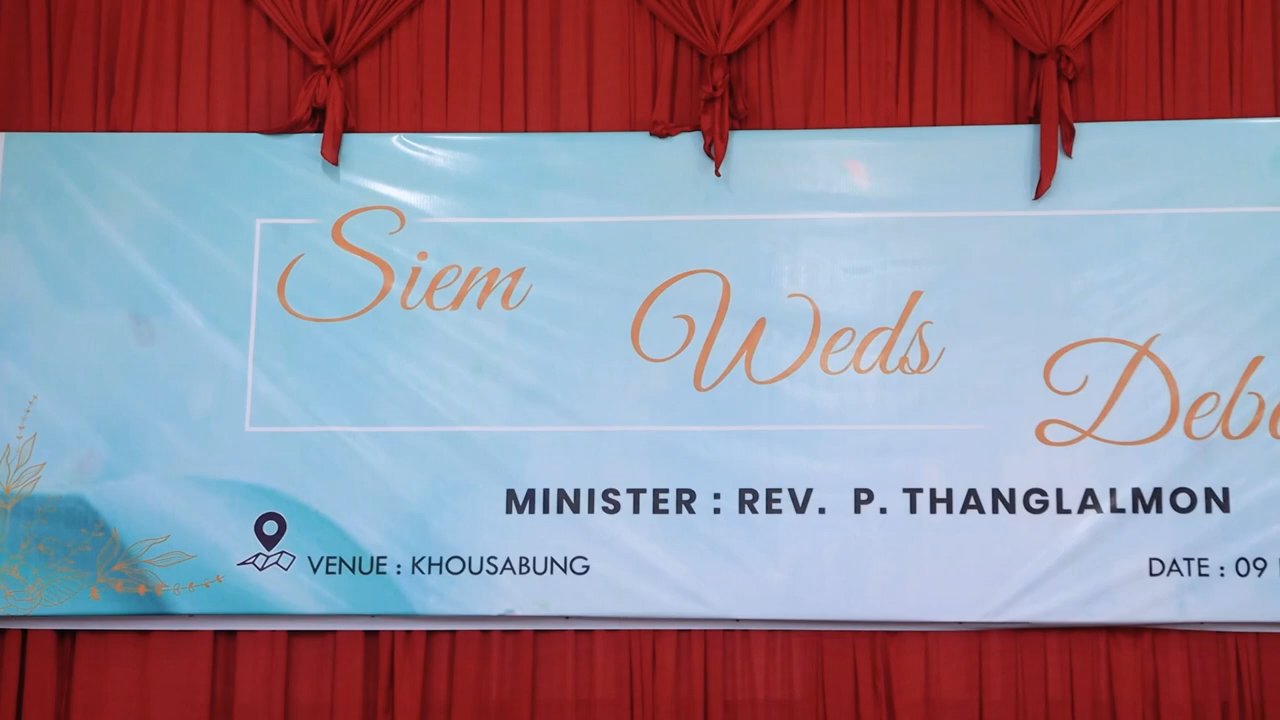 Siem Weds
MINISTER : REV. P. THANGLALMON
VENUE : KHOUSABUNG
DATE : 09